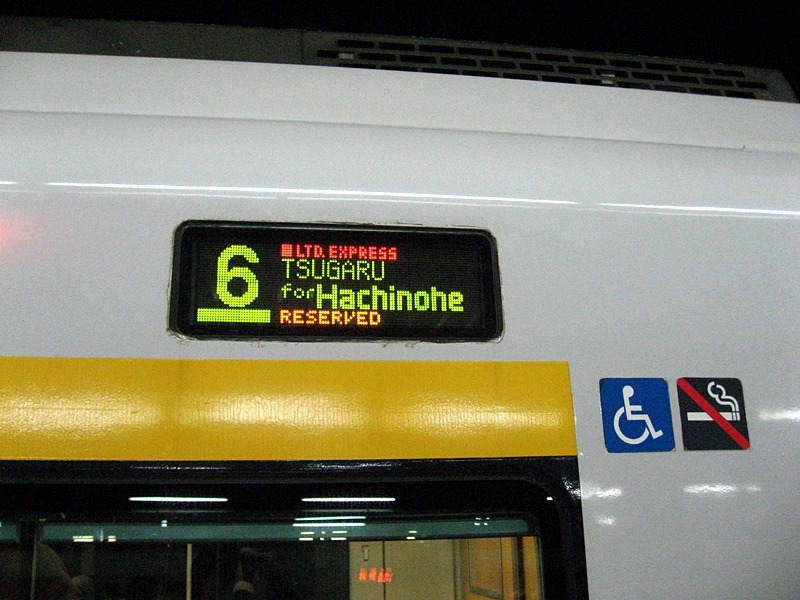 6
LTD. EXPRESS
TSUGARU
for Hachinohe
RESERVED